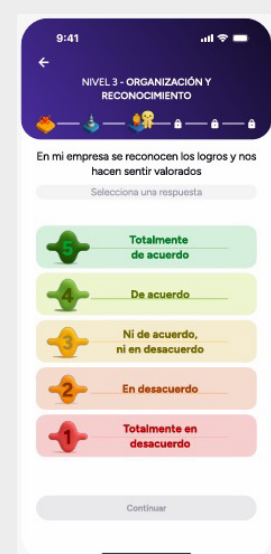 9:41
NIVEL 3 - ORGANIZACIÓN Y
RECONOCIMIENTO
En mi empresa se reconocen los logros y nos
hacen sentir valorados
Selecciona una respuesta
5
Totalmente
de acuerdo
4
De acuerdo
3
Ni de acuerdo,
ni en desacuerdo
2
En desacuerdo
1
Totalmente en
desacuerdo
Continuar